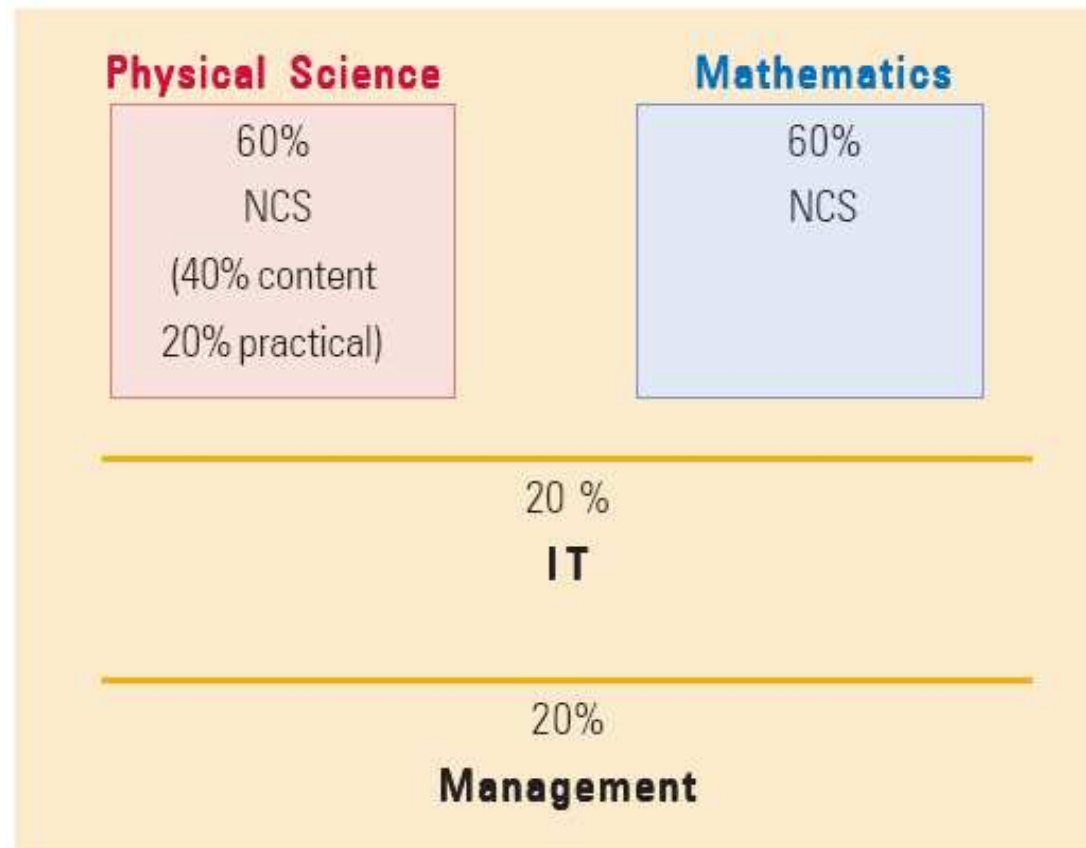 Physical Science
60%
NCS
(40% content
20% practical)
Mathematics
60%
NCS
20 %
IT
20%
Management